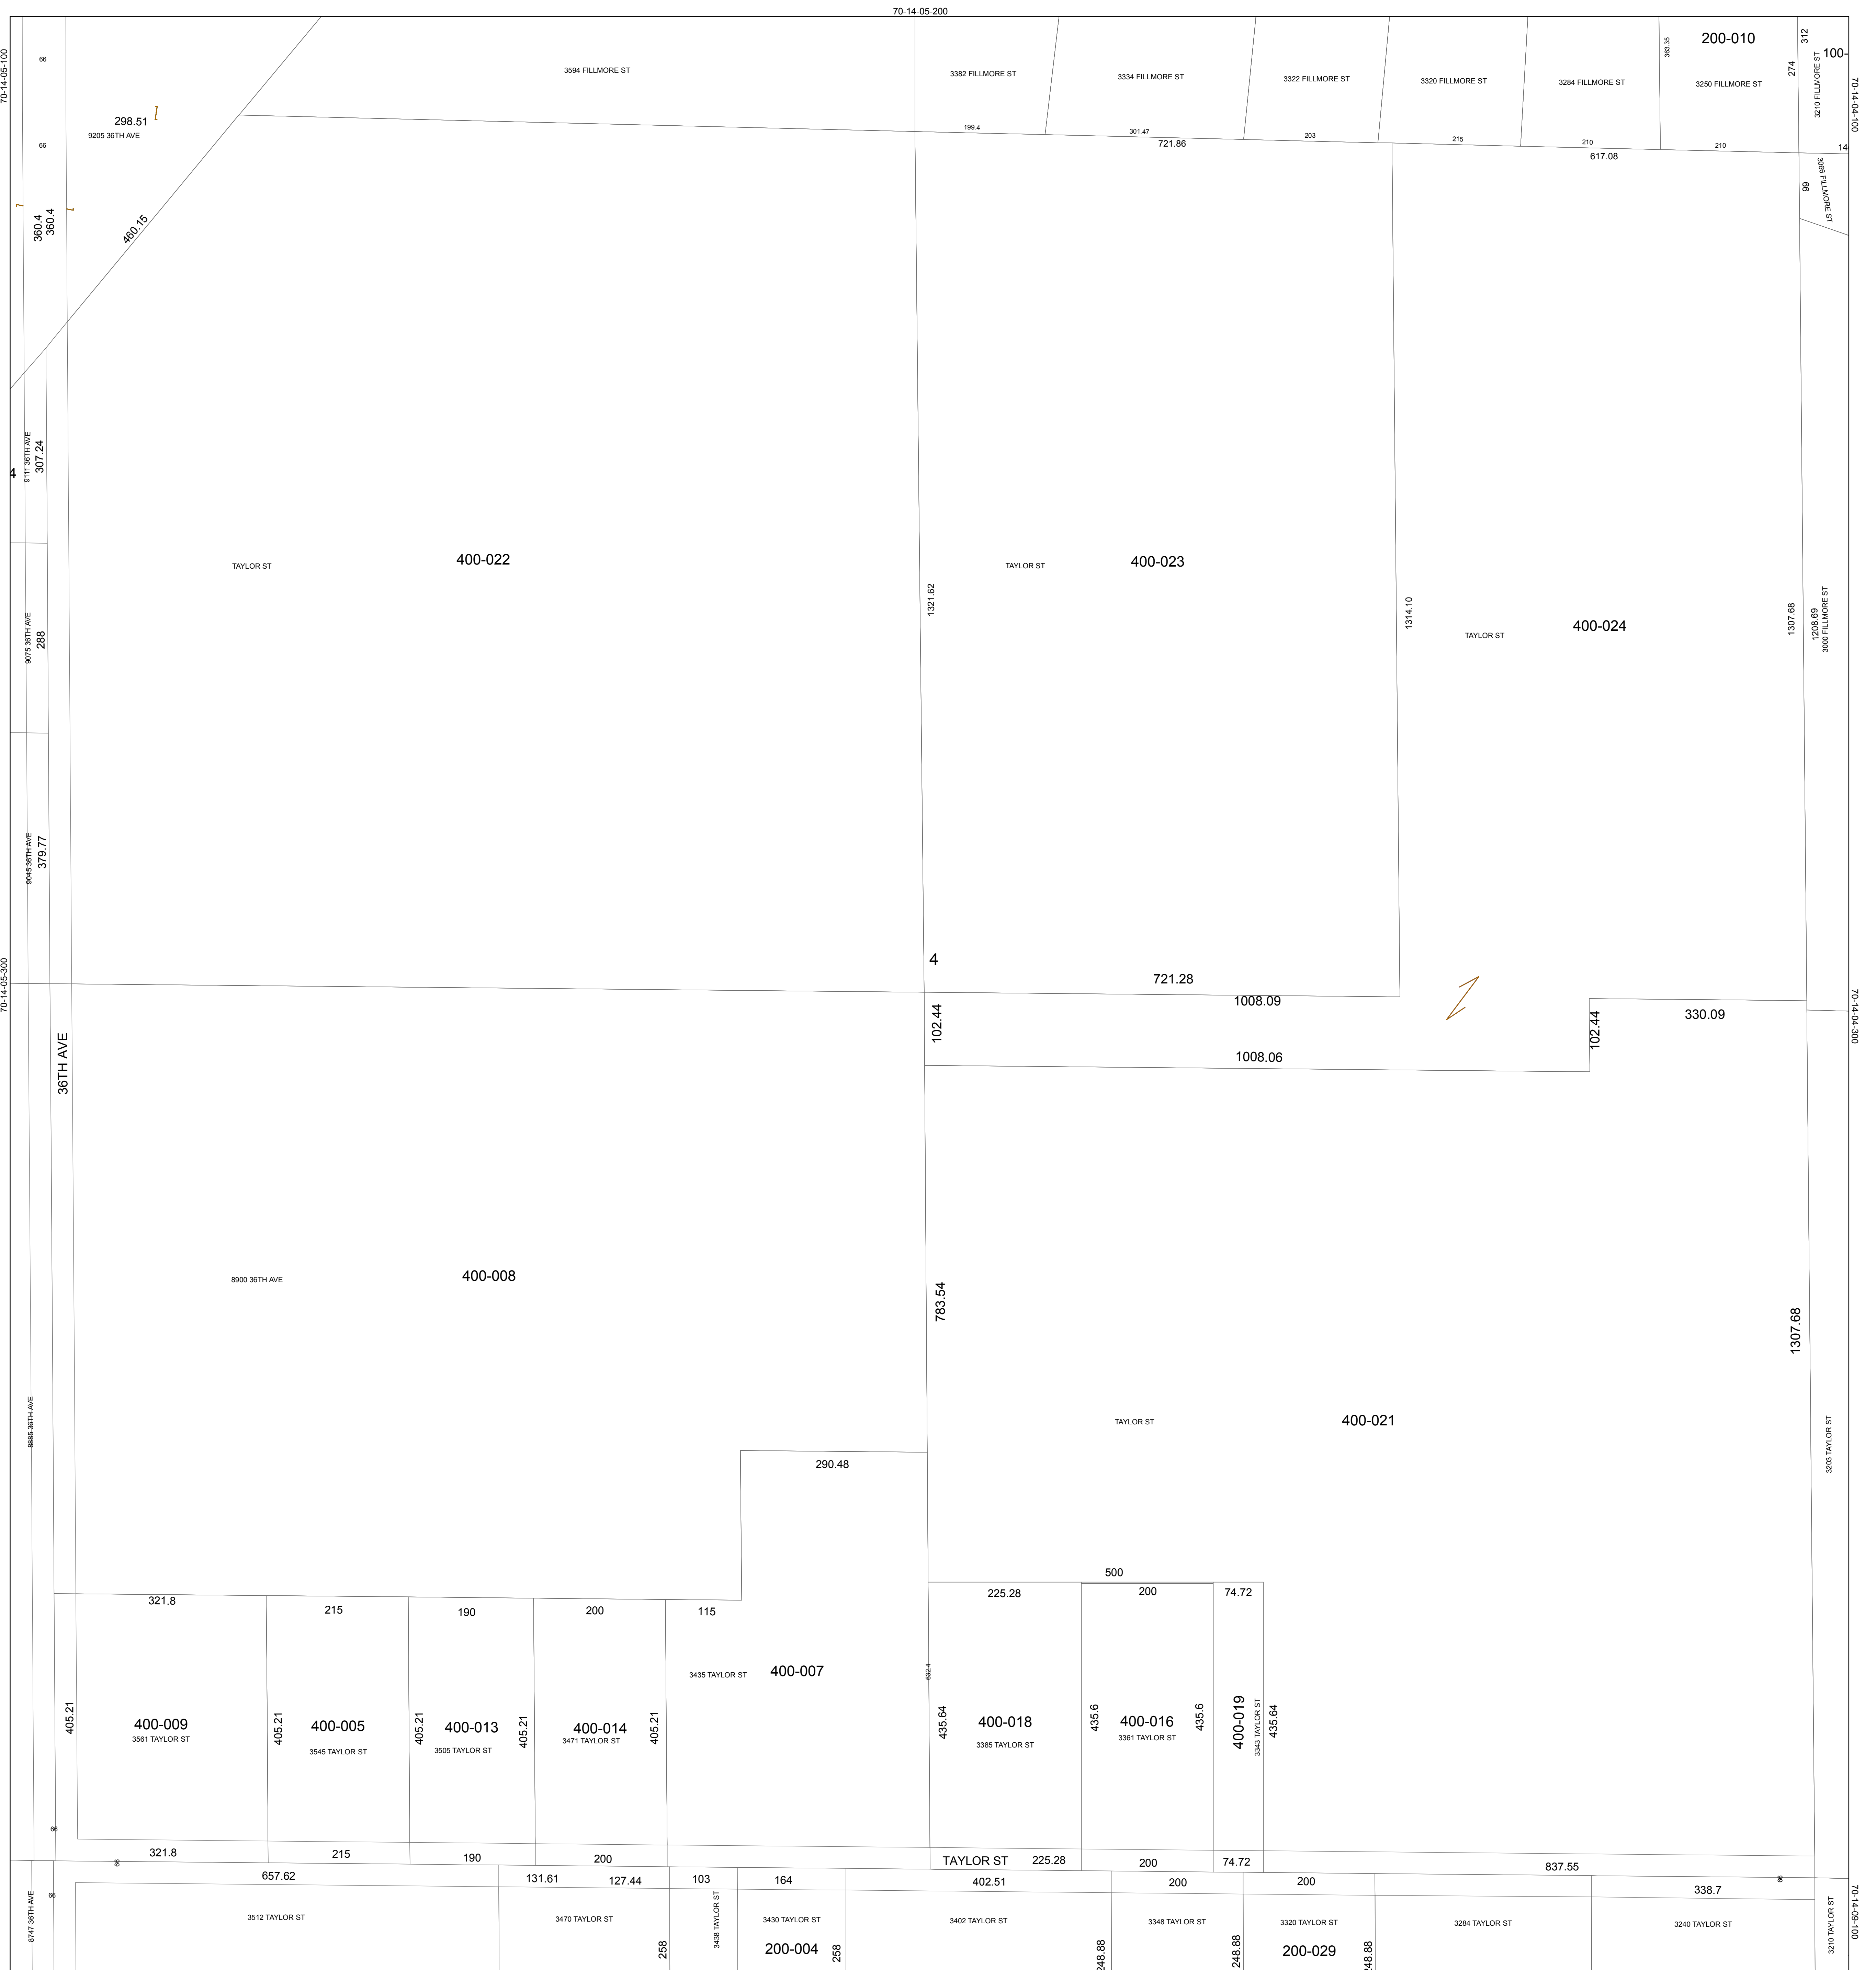 70-14-05-200
70-14-05-100
66
3594 FILLMORE ST
3382 FILLMORE ST
3334 FILLMORE ST
3322 FILLMORE ST
3320 FILLMORE ST
3284 FILLMORE ST
363.35
200-010
3250 FILLMORE ST
312
274
3210 FILLMORE ST
100-
70-14-04-100
298.51
9205 36TH AVE
66
199.4
301.47
721.86
203
215
210
617.08
210
14
99
3066 FILLMORE ST
360.4
360.4
460.15
9111 36TH AVE
307.24
4
TAYLOR ST
400-022
TAYLOR ST
400-023
1321.62
1314.10
TAYLOR ST
400-024
1307.68
1208.69
3000 FILLMORE ST
9075 36TH AVE
288
9045 36TH AVE
379.77
70-14-05-300
4
721.28
1008.09
102.44
1008.06
102.44
330.09
70-14-04-300
36TH AVE
8900 36TH AVE
400-008
783.54
1307.68
TAYLOR ST
400-021
8885 36TH AVE
3203 TAYLOR ST
290.48
500
321.8
215
190
200
115
225.28
200
74.72
3435 TAYLOR ST
400-007
632.4
405.21
400-009
3561 TAYLOR ST
405.21
400-005
3545 TAYLOR ST
405.21
400-013
3505 TAYLOR ST
405.21
400-014
3471 TAYLOR ST
405.21
435.64
400-018
3385 TAYLOR ST
435.6
400-016
3361 TAYLOR ST
435.6
400-019
3343 TAYLOR ST
435.64
66
321.8
215
190
200
TAYLOR ST
225.28
200
74.72
837.55
66
657.62
131.61
127.44
103
164
402.51
200
200
66
338.7
66
8747 36TH AVE
3512 TAYLOR ST
3470 TAYLOR ST
258
3438 TAYLOR ST
3430 TAYLOR ST
200-004
258
3402 TAYLOR ST
248.88
3348 TAYLOR ST
248.88
3320 TAYLOR ST
200-029
248.88
3284 TAYLOR ST
3240 TAYLOR ST
3210 TAYLOR ST
70-14-09-100